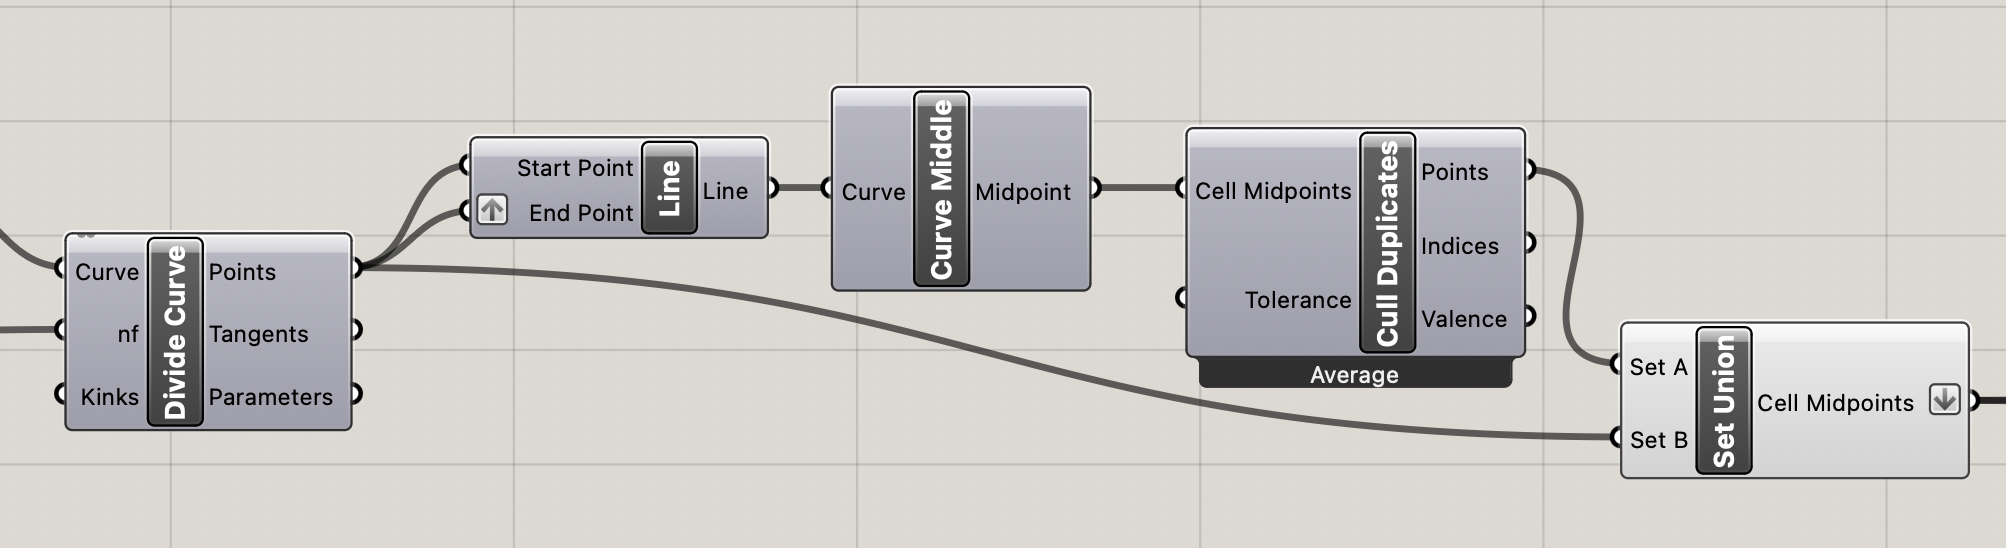 Curve
nf
Kinks
Divide Curve
Points
Tangents
Parameters
Start Point
End Point
Line
Line
Curve
Curve Middle
Midpoint
Cell Midpoints
Tolerance
Cull Duplicates
Points
Indices
Valence
Average
Set A
Set B
Set Union
Cell Midpoints